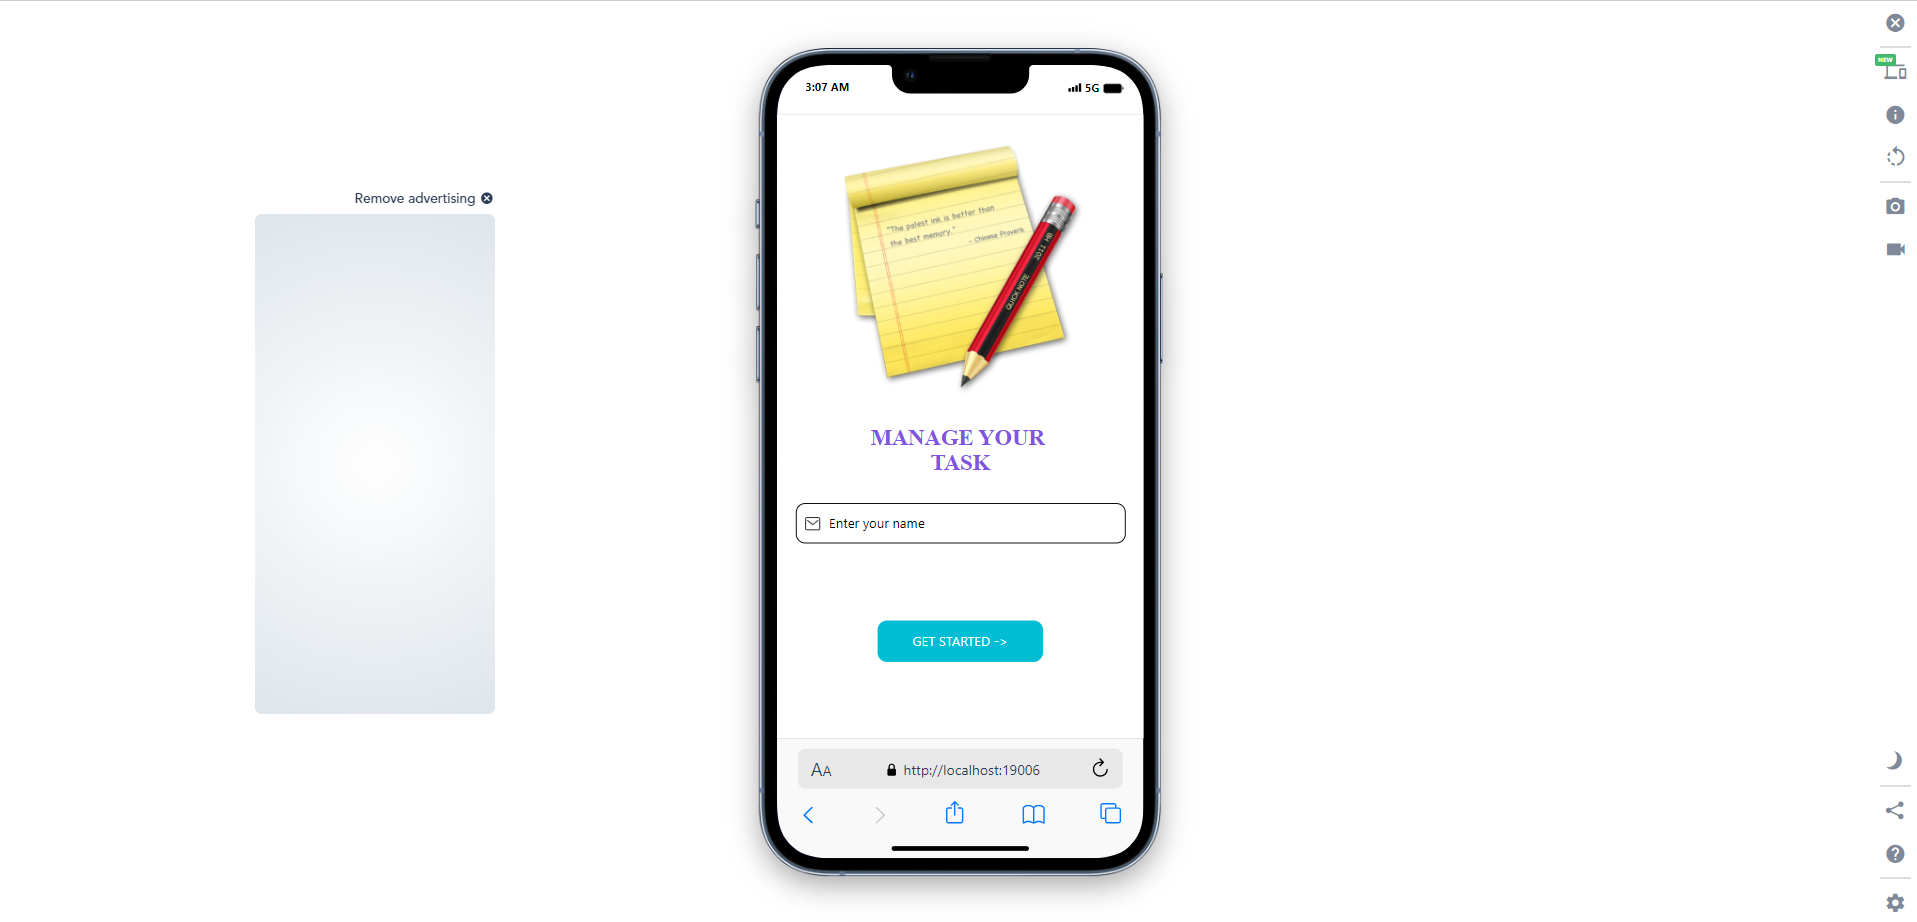 NEW
3:07 AM
5G
Remove advertising
"The palest ink is better than
the best memory."
- Chinese Proverb
2011 HB
QUICK NOTE
MANAGE YOUR
TASK
Enter your name
GET STARTED ->
AA
http://localhost:19006